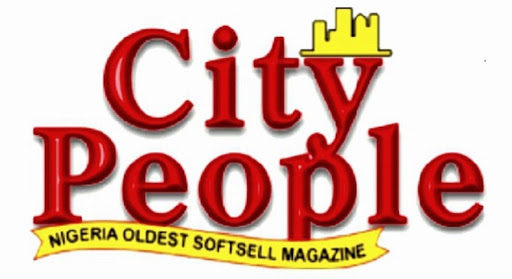 City
People
NIGERIA OLDEST SOFTSELL MAGAZINE